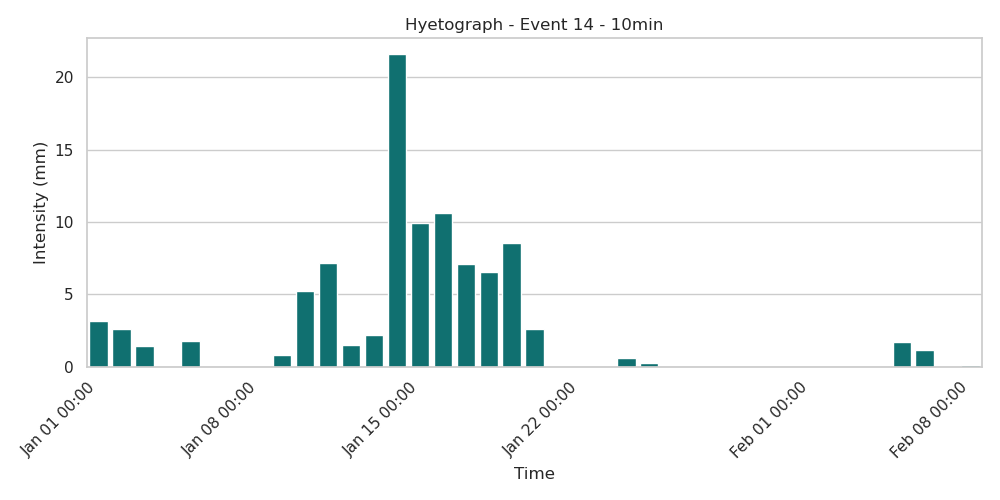 Hyetograph - Event 14 - 10min
Intensity (mm)
20
15
10
5
0
Jan 01 00:00
Jan 08 00:00
Jan 15 00:00
Jan 22 00:00
Feb 01 00:00
Feb 08 00:00
Time